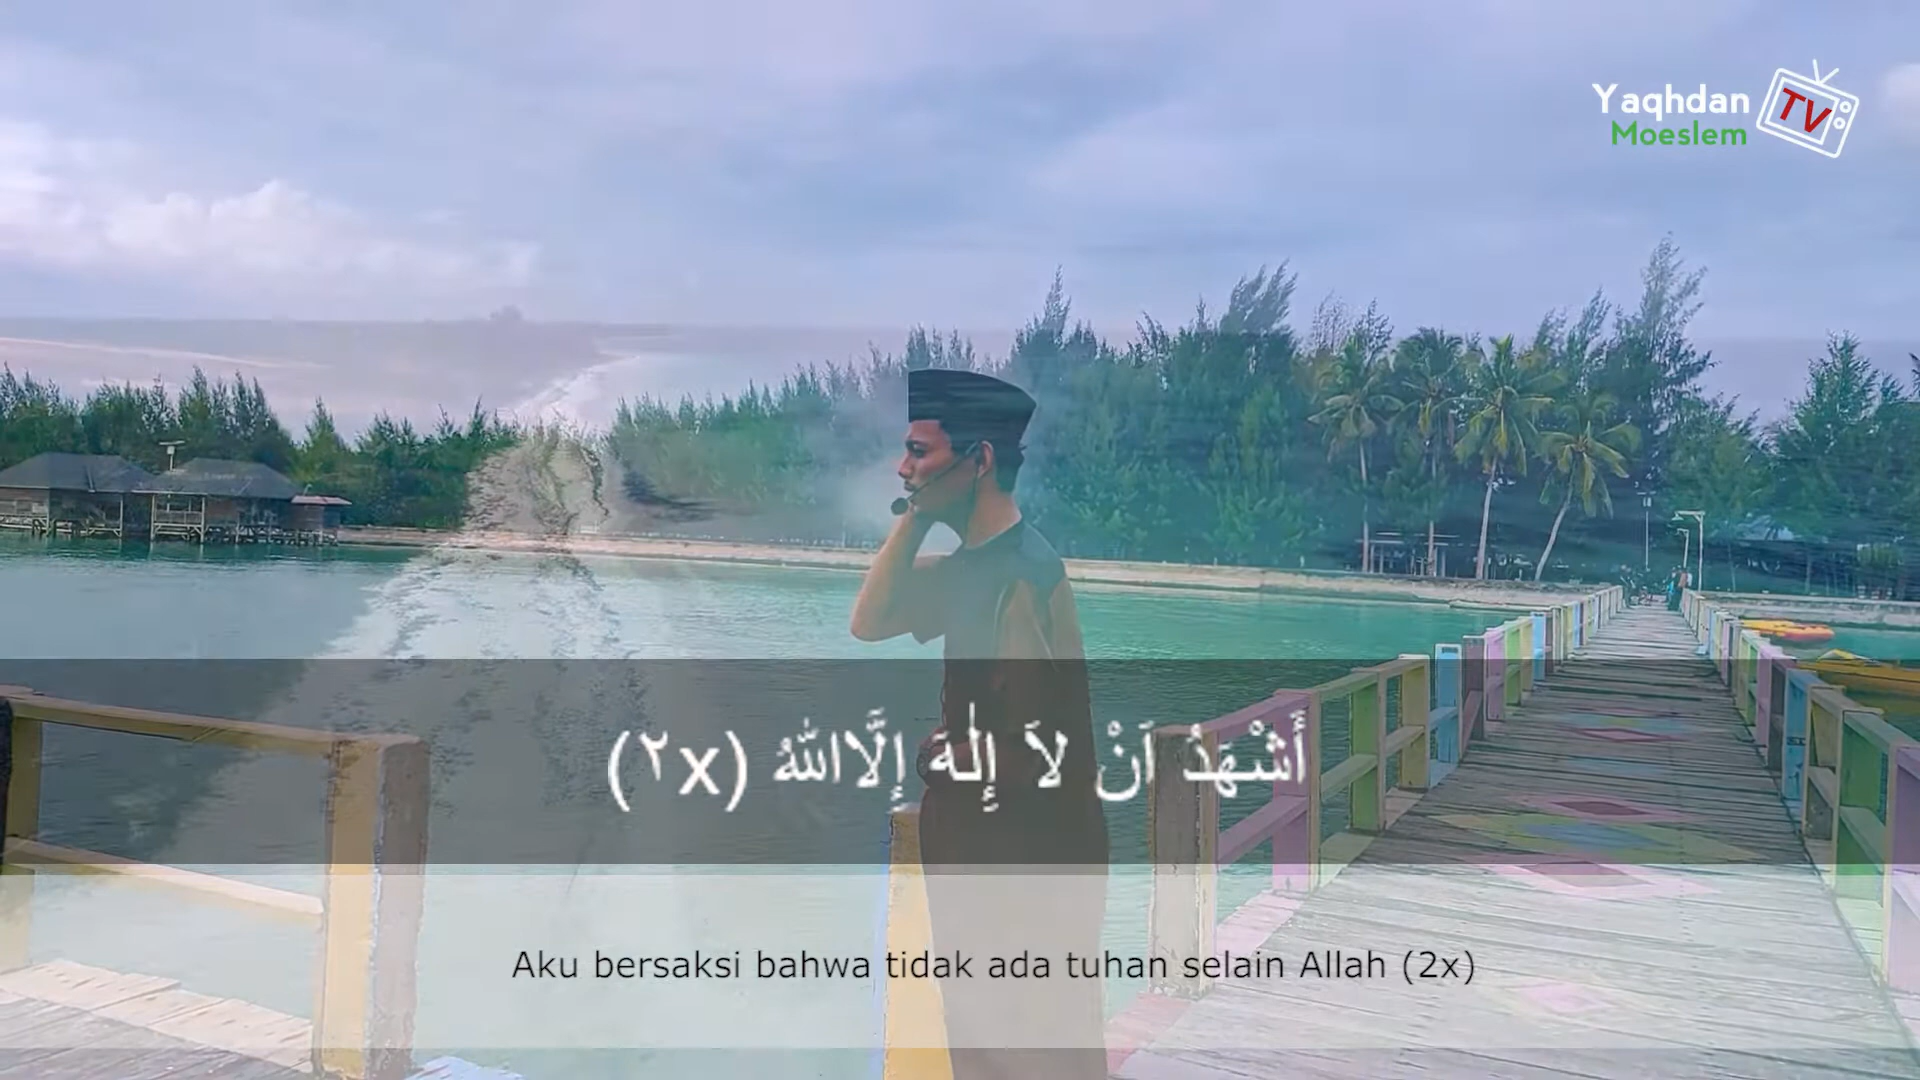 Yaqhdan
Moeslem
TV
أَشْهَدُ اَنْ لاَ إِلٰهَ إِلَّااللهُ (٢x)
Aku bersaksi bahwa tidak ada tuhan selain Allah (2x)